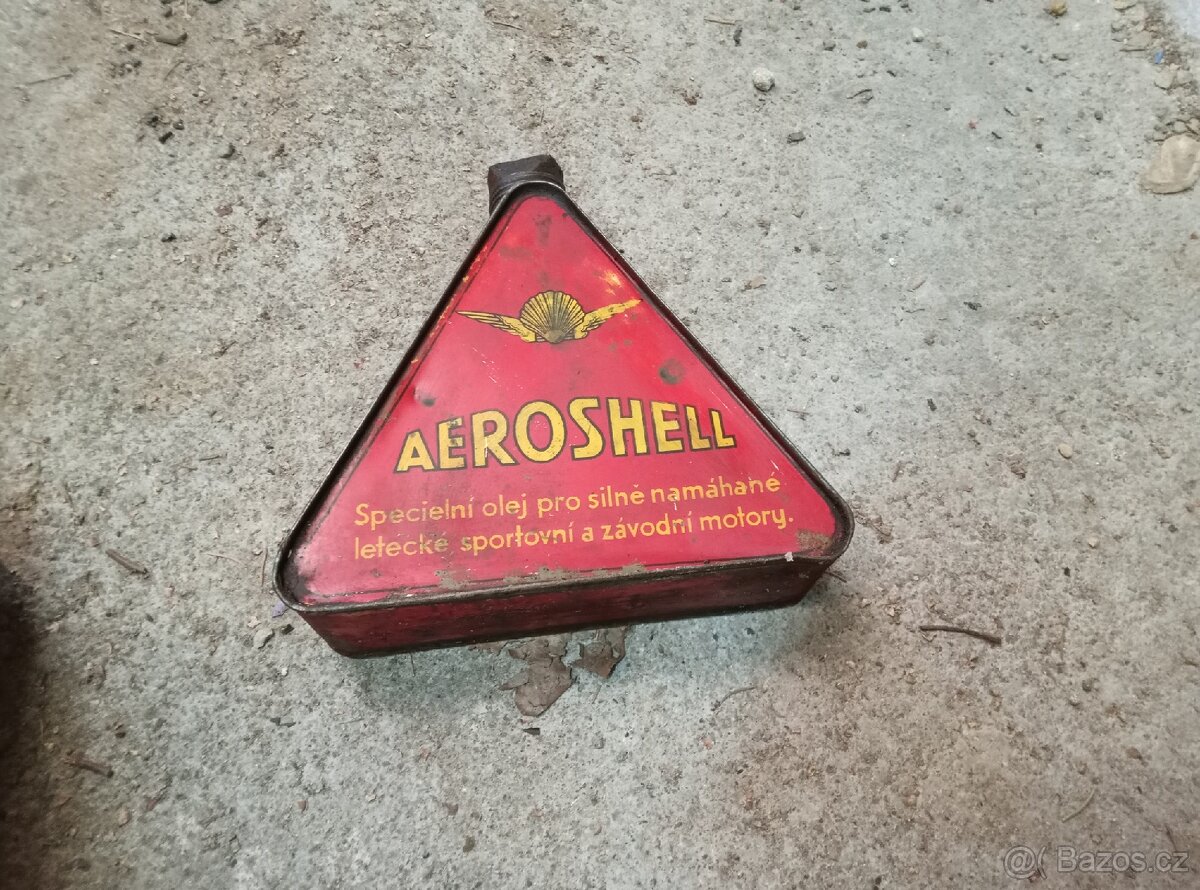 AEROSHELL
Specielní olej pro silně namáhané
letecké sportovní a závodní motory.
@( Bazos.cz